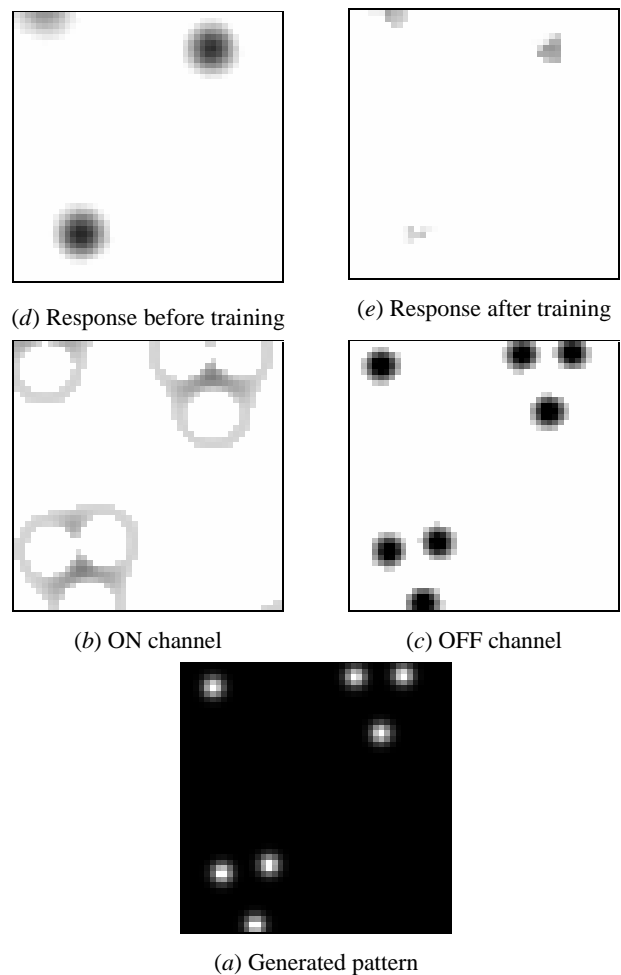 (d) Response before training
(e) Response after training
(b) ON channel
(c) OFF channel
(a) Generated pattern